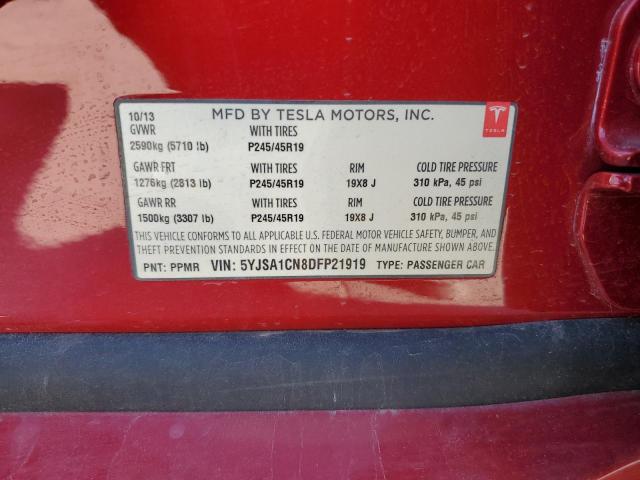 10/13 MFD BY TESLA MOTORS, INC.
GVWR WITH TIRES
2590kg (5710 lb) P245/45R19
TESLA
GAWR FRT WITH TIRES RIM COLD TIRE PRESSURE
1276kg (2813 lb) P245/45R19 19X8 J 310 kPa, 45 psi
GAWR RR WITH TIRES RIM COLD TIRE PRESSURE
1500kg (3307 lb) P245/45R19 19X8 J 310 kPa, 45 psi
THIS VEHICLE CONFORMS TO ALL APPLICABLE U.S. FEDERAL MOTOR VEHICLE SAFETY, BUMPER, AND
THEFT PREVENTION STANDARDS IN EFFECT ON THE DATE OF MANUFACTURE SHOWN ABOVE.
PNT: PPMR VIN: 5YJSA1CN8DFP21919 TYPE: PASSENGER CAR